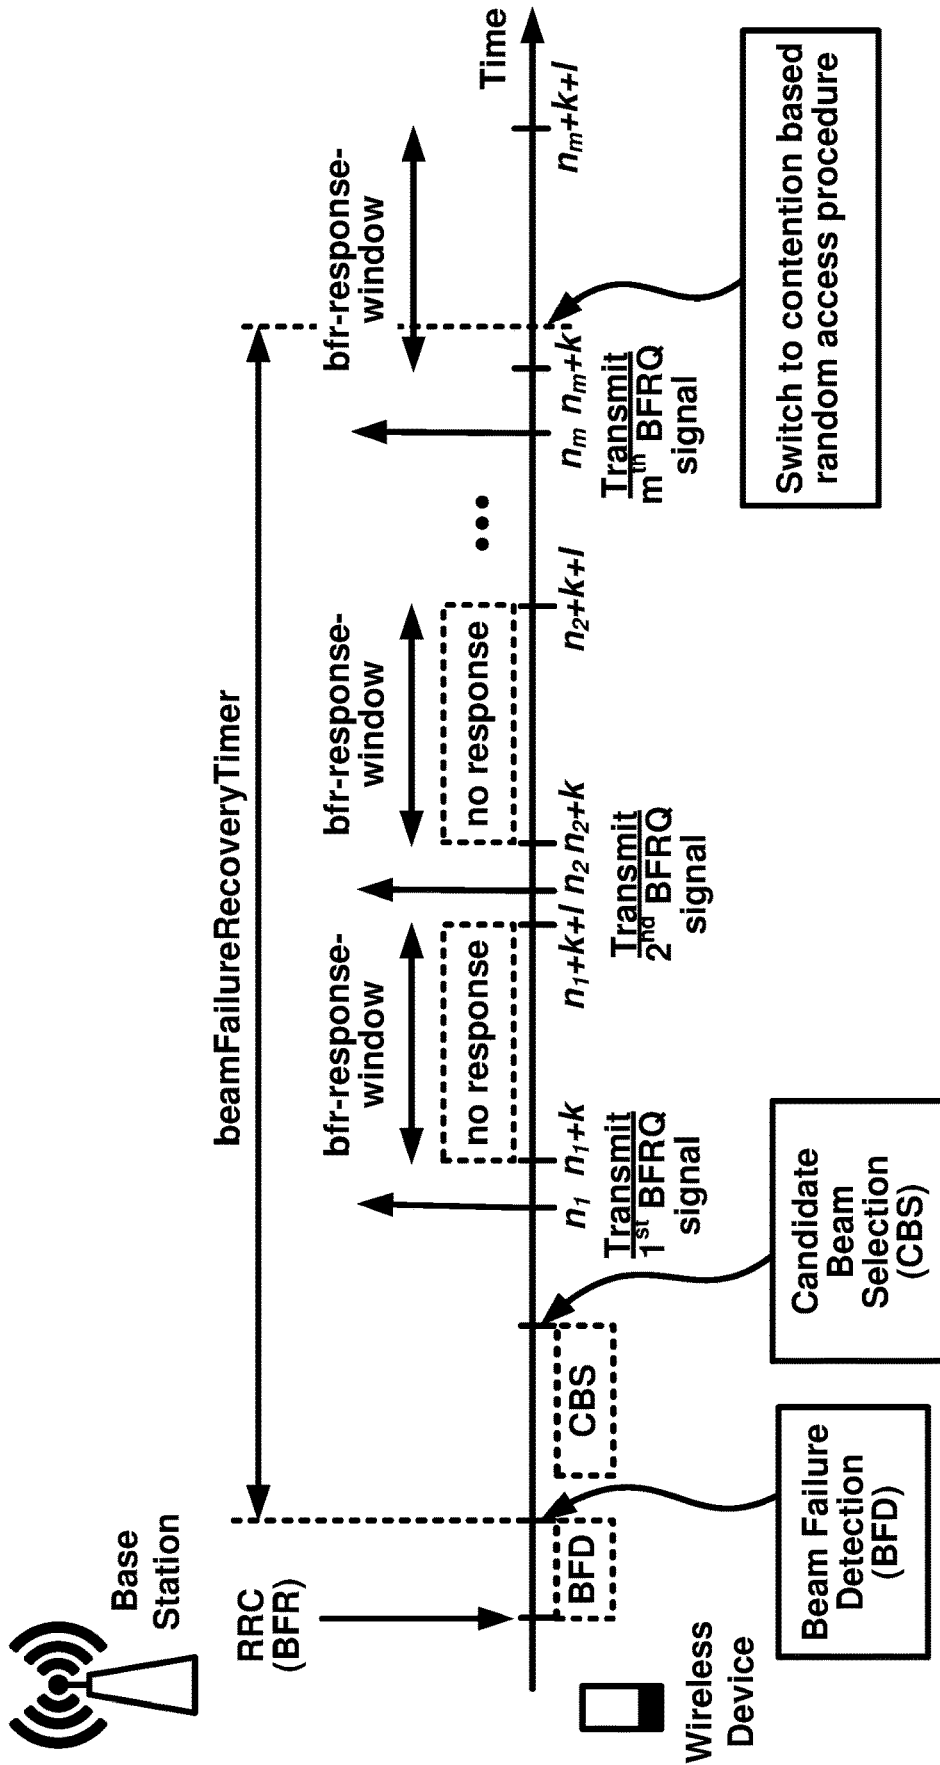 Base
Station
RRC
(BFR)
beamFailureRecoveryTimer
bfr-response-
window
bfr-response-
window
bfr-response-
window
no response
no response
•••
Time
BFD
CBS
n₁
n₁+k
n₁+k+l
n₂
n₂+k
n₂+k+l
nₘ
nₘ+k
nₘ+k+l
Transmit
1st BFRQ
signal
Transmit
2nd BFRQ
signal
Transmit
mth BFRQ
signal
Wireless
Device
Beam Failure
Detection
(BFD)
Candidate
Beam
Selection
(CBS)
Switch to contention based
random access procedure